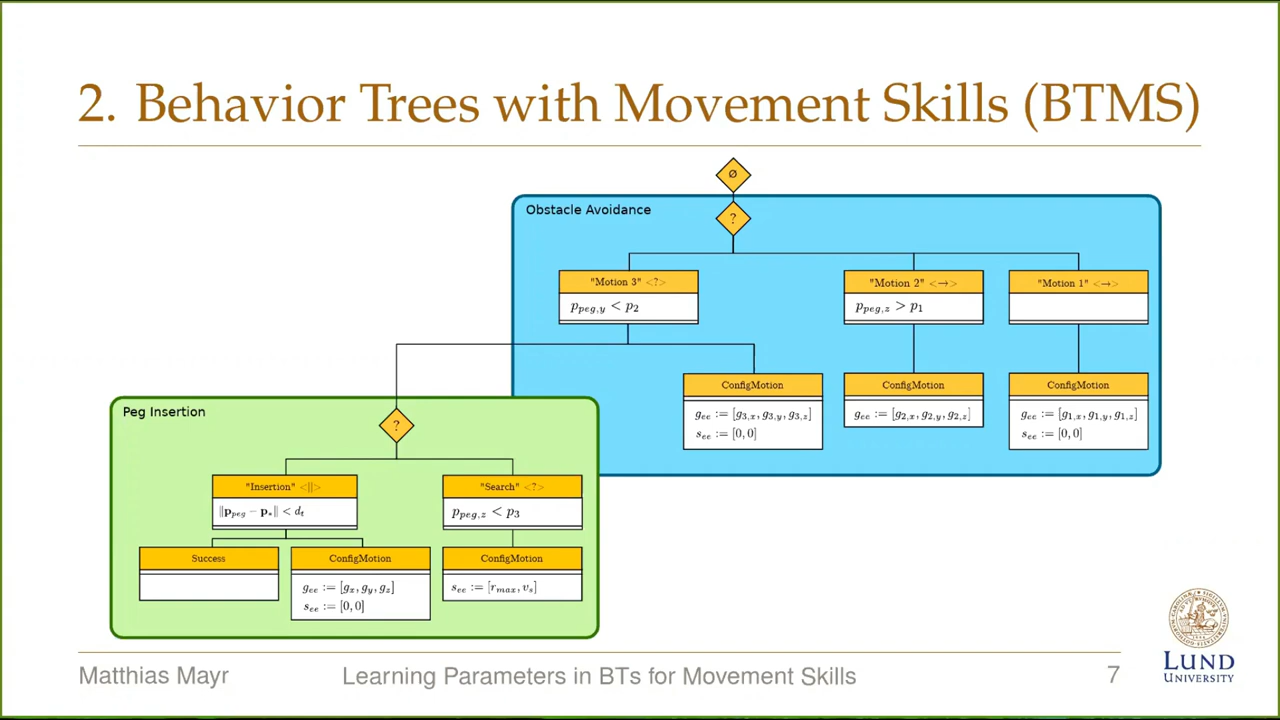 2. Behavior Trees with Movement Skills (BTMS)
Ø
Obstacle Avoidance
?
"Motion 3" <?>
p_{peg,y} < p_2
"Motion 2" <→>
p_{peg,z} > p_1
"Motion 1" <→>
ConfigMotion
g_{ee} := [g_{3,x}, g_{3,y}, g_{3,z}]
s_{ee} := [0,0]
ConfigMotion
g_{ee} := [g_{2,x}, g_{2,y}, g_{2,z}]
ConfigMotion
g_{ee} := [g_{1,x}, g_{1,y}, g_{1,z}]
s_{ee} := [0,0]
Peg Insertion
?
"Insertion" <||>
‖p_{peg} − p_*‖ < d_t
"Search" <?>
p_{peg,z} < p_3
Success
ConfigMotion
g_{ee} := [g_x, g_y, g_z]
s_{ee} := [0,0]
ConfigMotion
s_{ee} := [r_{max}, v_s]
Matthias Mayr
Learning Parameters in BTs for Movement Skills
7
LUND
UNIVERSITY